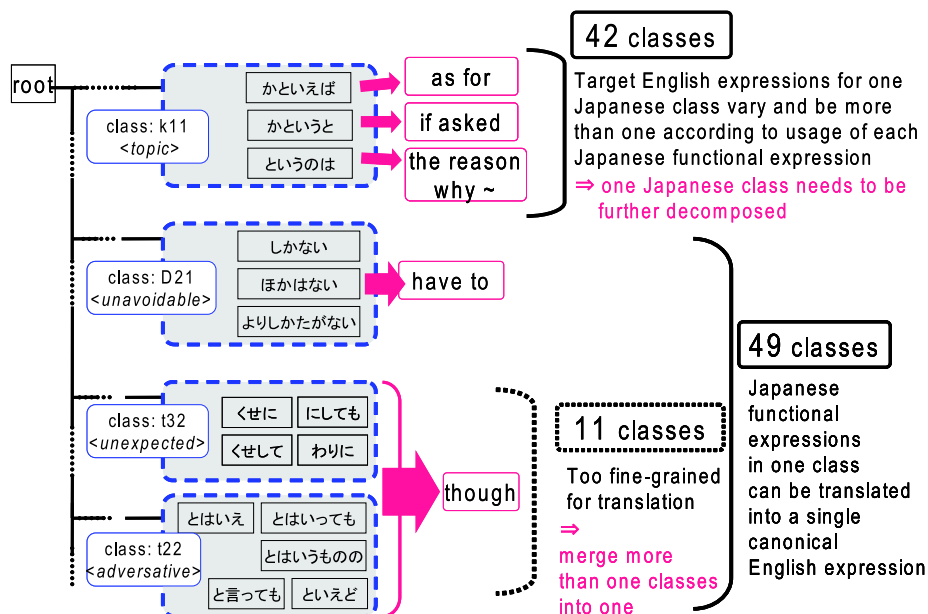 root
class: k11
<topic>
かといえば
かというと
というのは
as for
if asked
the reason
why ~
42 classes
Target English expressions for one
Japanese class vary and be more
than one according to usage of each
Japanese functional expression
⇒ one Japanese class needs to be
further decomposed
class: D21
<unavoidable>
しかない
ほかはない
よりしかたがない
have to
class: t32
<unexpected>
くせに
にしても
くせして
わりに
class: t22
<adversative>
とはいえ
とはいっても
とはいうものの
と言っても
といえど
though
11 classes
Too fine-grained
for translation
⇒
merge more
than one classes
into one
49 classes
Japanese
functional
expressions
in one class
can be translated
into a single
canonical
English expression